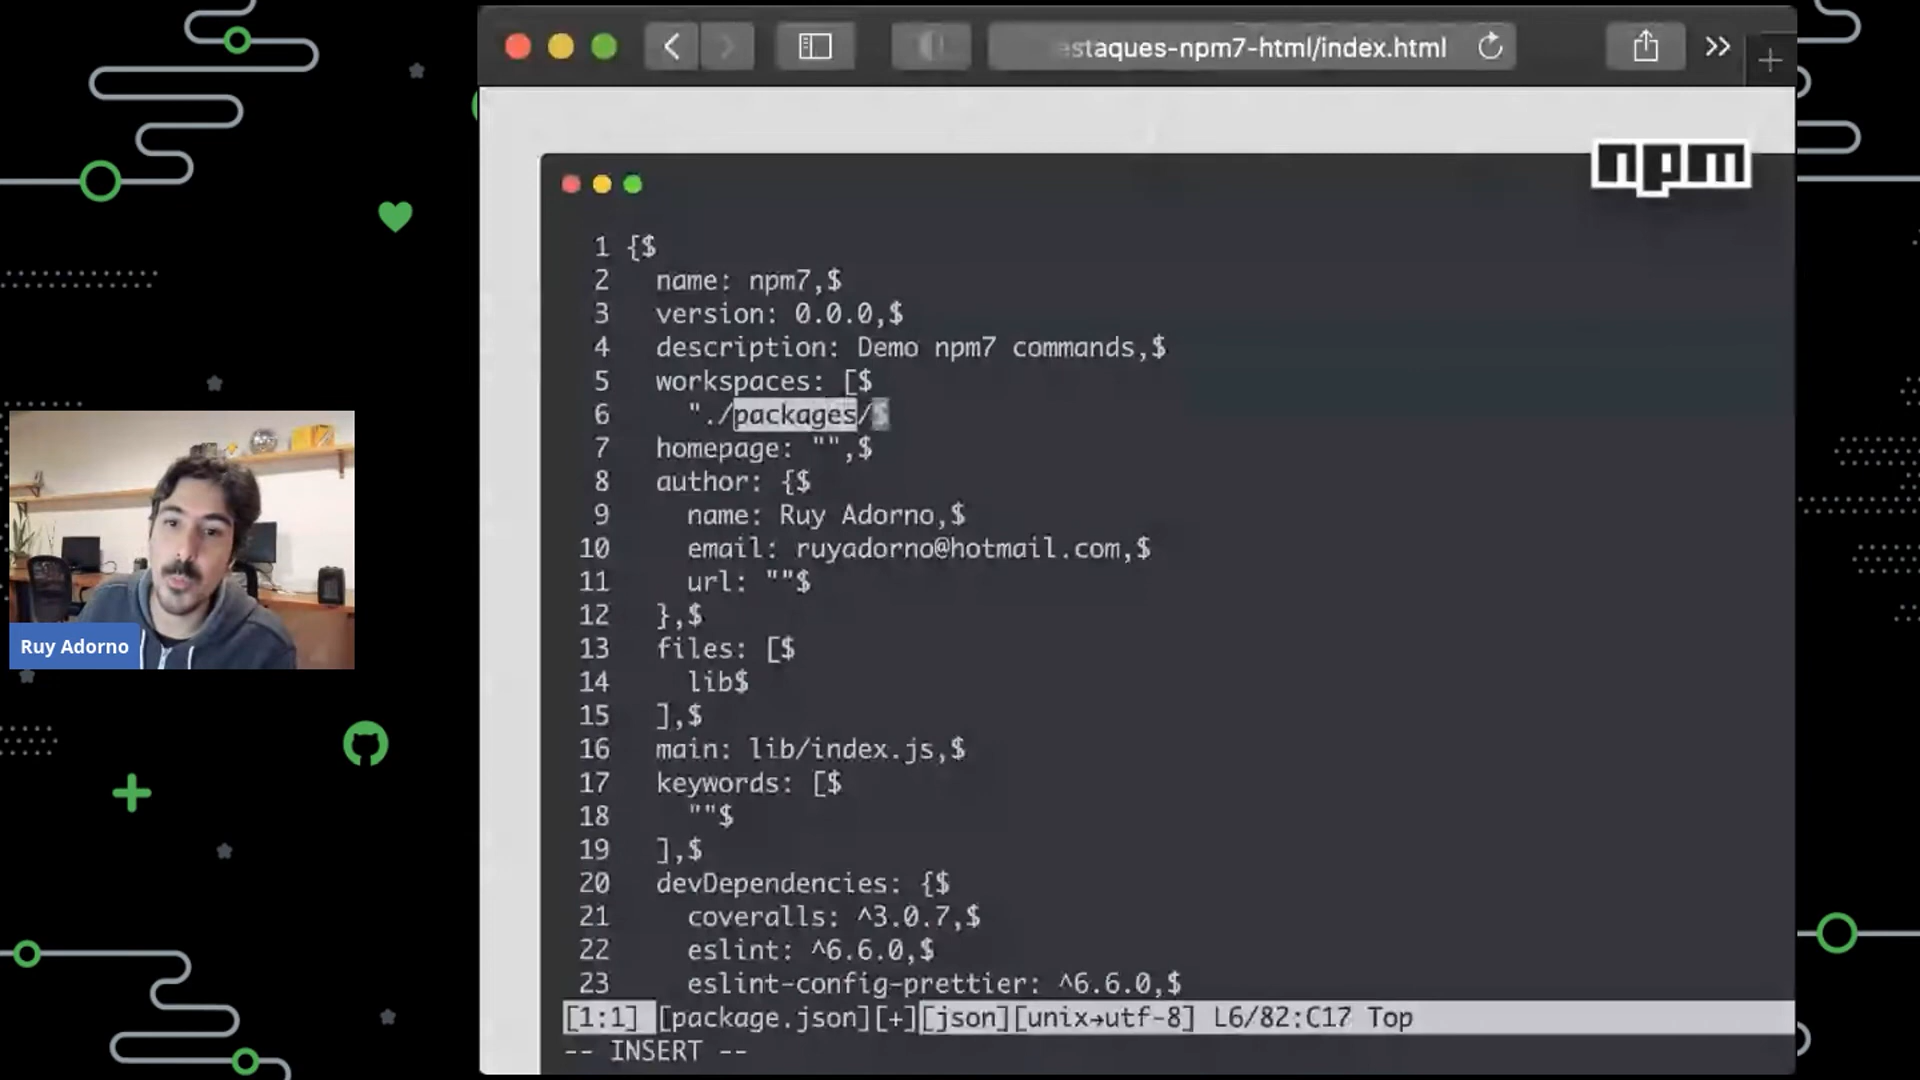 estaques-npm7-html/index.html
npm
1 {$
2 name: npm7,$
3 version: 0.0.0,$
4 description: Demo npm7 commands,$
5 workspaces: [$
6 "./packages/$
7 homepage: "",$
8 author: {$
9 name: Ruy Adorno,$
10 email: ruyadorno@hotmail.com,$
11 url: ""$
12 },$
13 files: [$
14 lib$
15 ],$
16 main: lib/index.js,$
17 keywords: [$
18 ""$
19 ],$
20 devDependencies: {$
21 coveralls: ^3.0.7,$
22 eslint: ^6.6.0,$
23 eslint-config-prettier: ^6.6.0,$
[1:1] [package.json][+][json][unix→utf-8] L6/82:C17 Top
-- INSERT --
Ruy Adorno